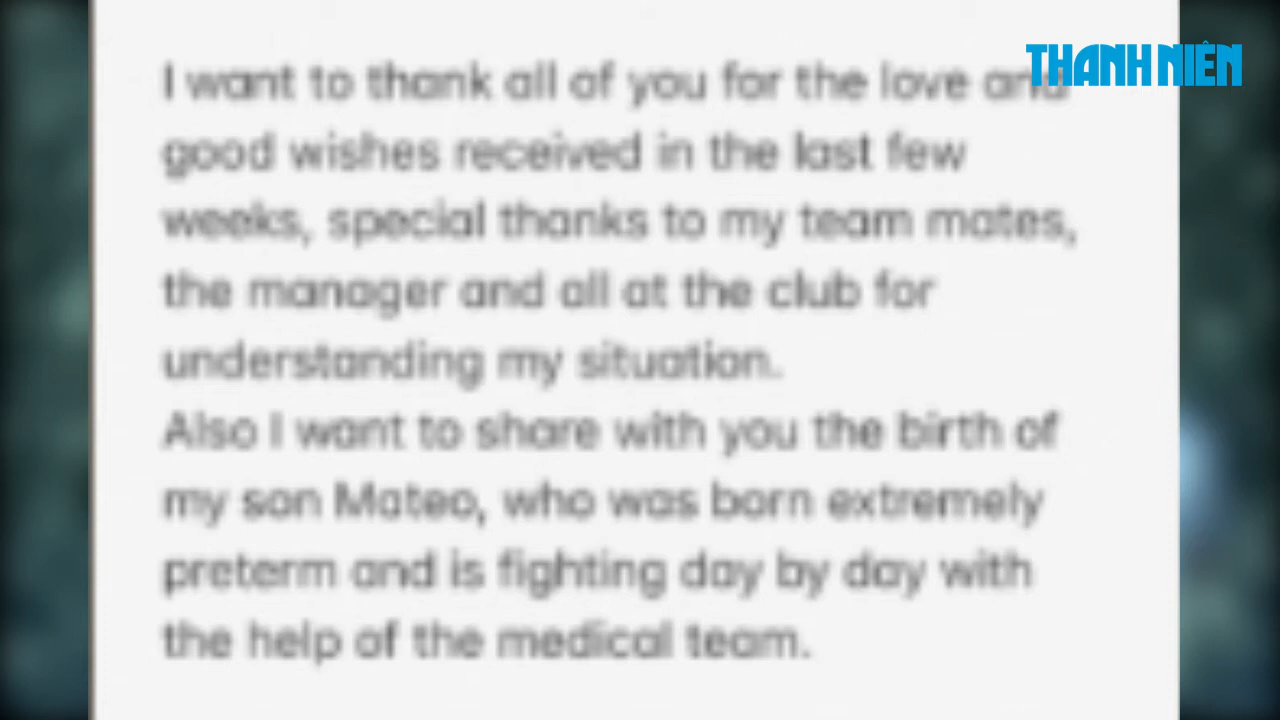 THANH NIÊN
I want to thank all of you for the love and
good wishes received in the last few
weeks, special thanks to my team mates,
the manager and all at the club for
understanding my situation.
Also I want to share with you the birth of
my son Mateo, who was born extremely
preterm and is fighting day by day with
the help of the medical team.